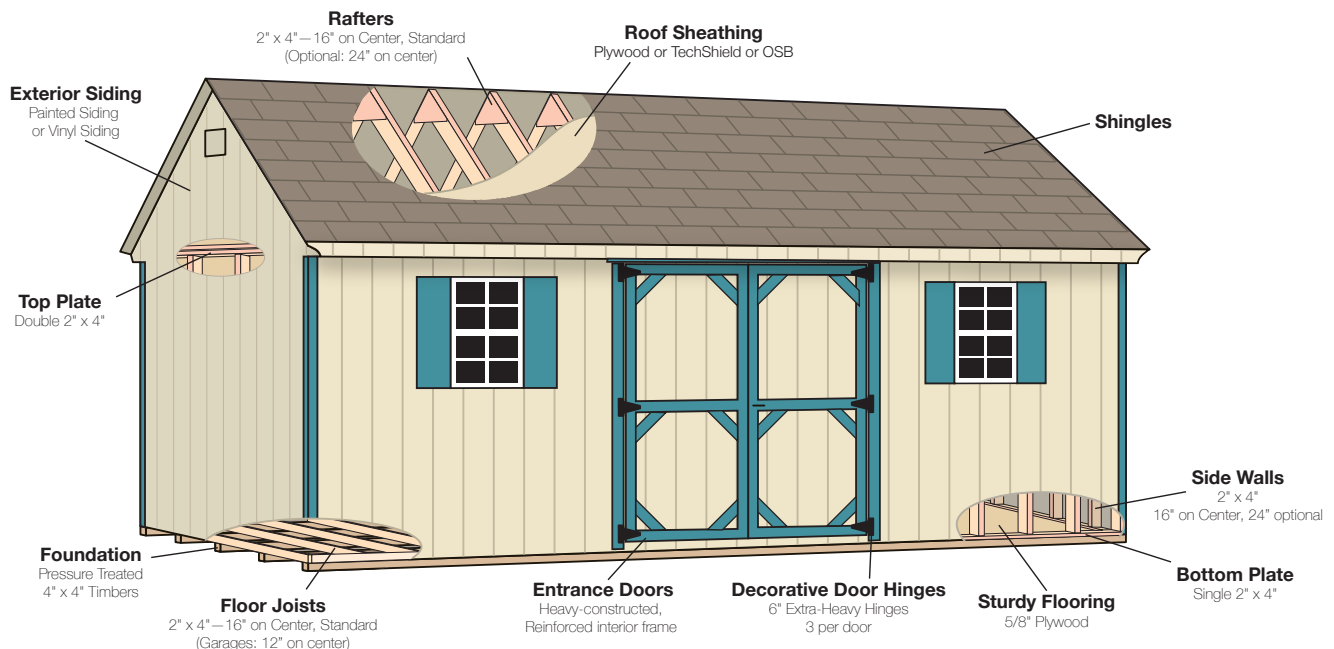 Rafters
2" x 4"—16" on Center, Standard
(Optional: 24” on center)
Roof Sheathing
Plywood or TechShield or OSB
Exterior Siding
Painted Siding
or Vinyl Siding
Shingles
Top Plate
Double 2" x 4"
Side Walls
2" x 4"
16" on Center, 24” optional
Foundation
Pressure Treated
4" x 4" Timbers
Floor Joists
2" x 4"—16" on Center, Standard
(Garages: 12” on center)
Entrance Doors
Heavy-constructed,
Reinforced interior frame
Decorative Door Hinges
6" Extra-Heavy Hinges
3 per door
Sturdy Flooring
5/8" Plywood
Bottom Plate
Single 2" x 4"